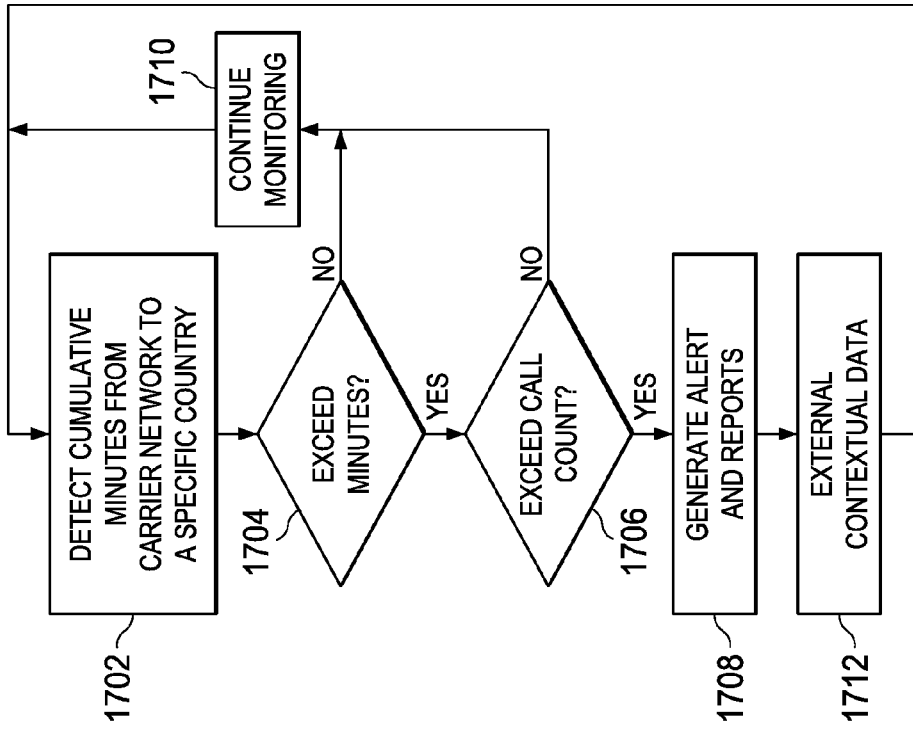 1702
DETECT CUMULATIVE
MINUTES FROM
CARRIER NETWORK TO
A SPECIFIC COUNTRY
1710
CONTINUE
MONITORING
1704
EXCEED
MINUTES?
NO
YES
1706
EXCEED CALL
COUNT?
NO
YES
1708
GENERATE ALERT
AND REPORTS
1712
EXTERNAL
CONTEXTUAL DATA